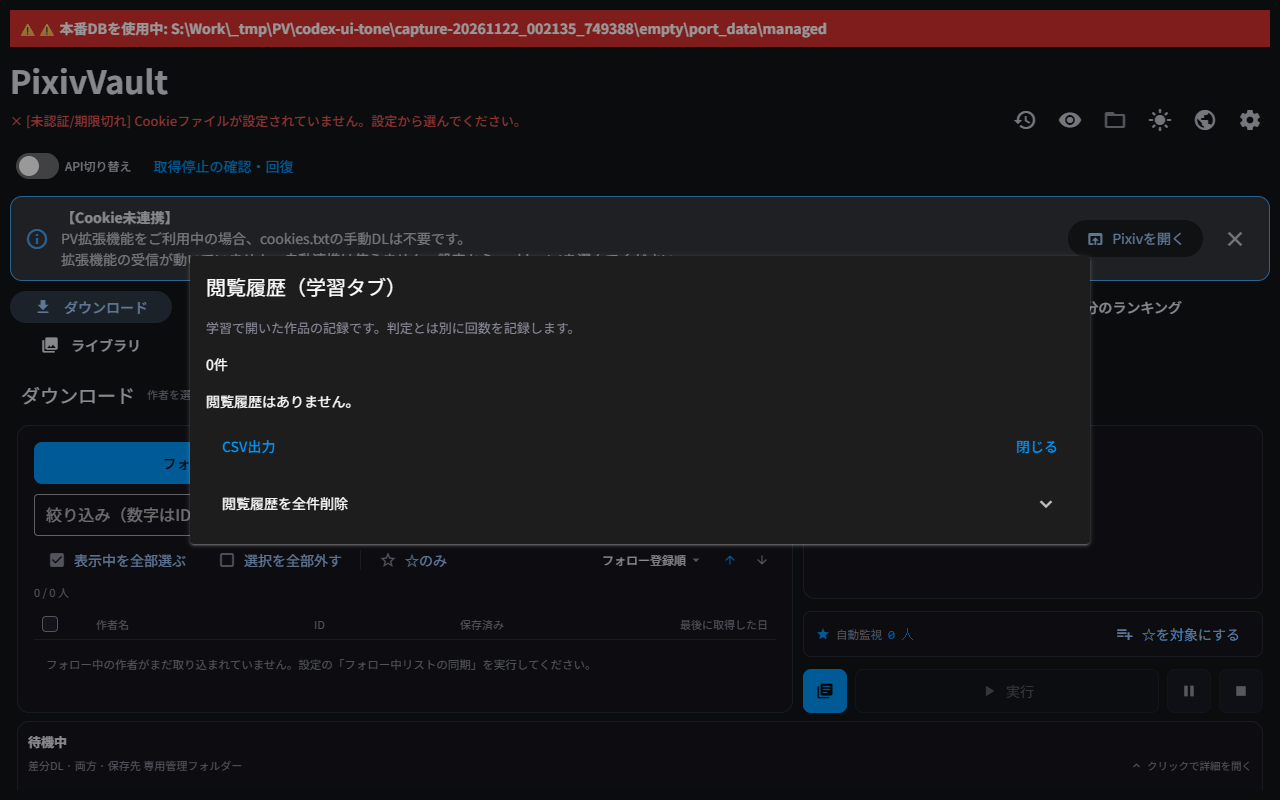 本番DBを使用中: S:\Work\_tmp\PV\codex-ui-tone\capture-20261122_002135_749388\empty\port_data\managed
PixivVault
× [未認証/期限切れ] Cookieファイルが設定されていません。設定から選んでください。
API切り替え
取得停止の確認・回復
【Cookie未連携】
PV拡張機能をご利用中の場合、cookies.txtの手動DLは不要です。
Pixivを開く
ダウンロード
分のランキング
ライブラリ
閲覧履歴（学習タブ）
学習で開いた作品の記録です。判定とは別に回数を記録します。
0件
閲覧履歴はありません。
CSV出力
閉じる
閲覧履歴を全件削除
ダウンロード
作者を選
フォ
絞り込み（数字はID
表示中を全部選ぶ
選択を全部外す
☆のみ
フォロー登録順
0 / 0 人
作者名
ID
保存済み
最後に取得した日
フォロー中の作者がまだ取り込まれていません。設定の「フォロー中リストの同期」を実行してください。
★ 自動監視 0 人
☆を対象にする
実行
待機中
差分DL・両方・保存先 専用管理フォルダー
クリックで詳細を開く